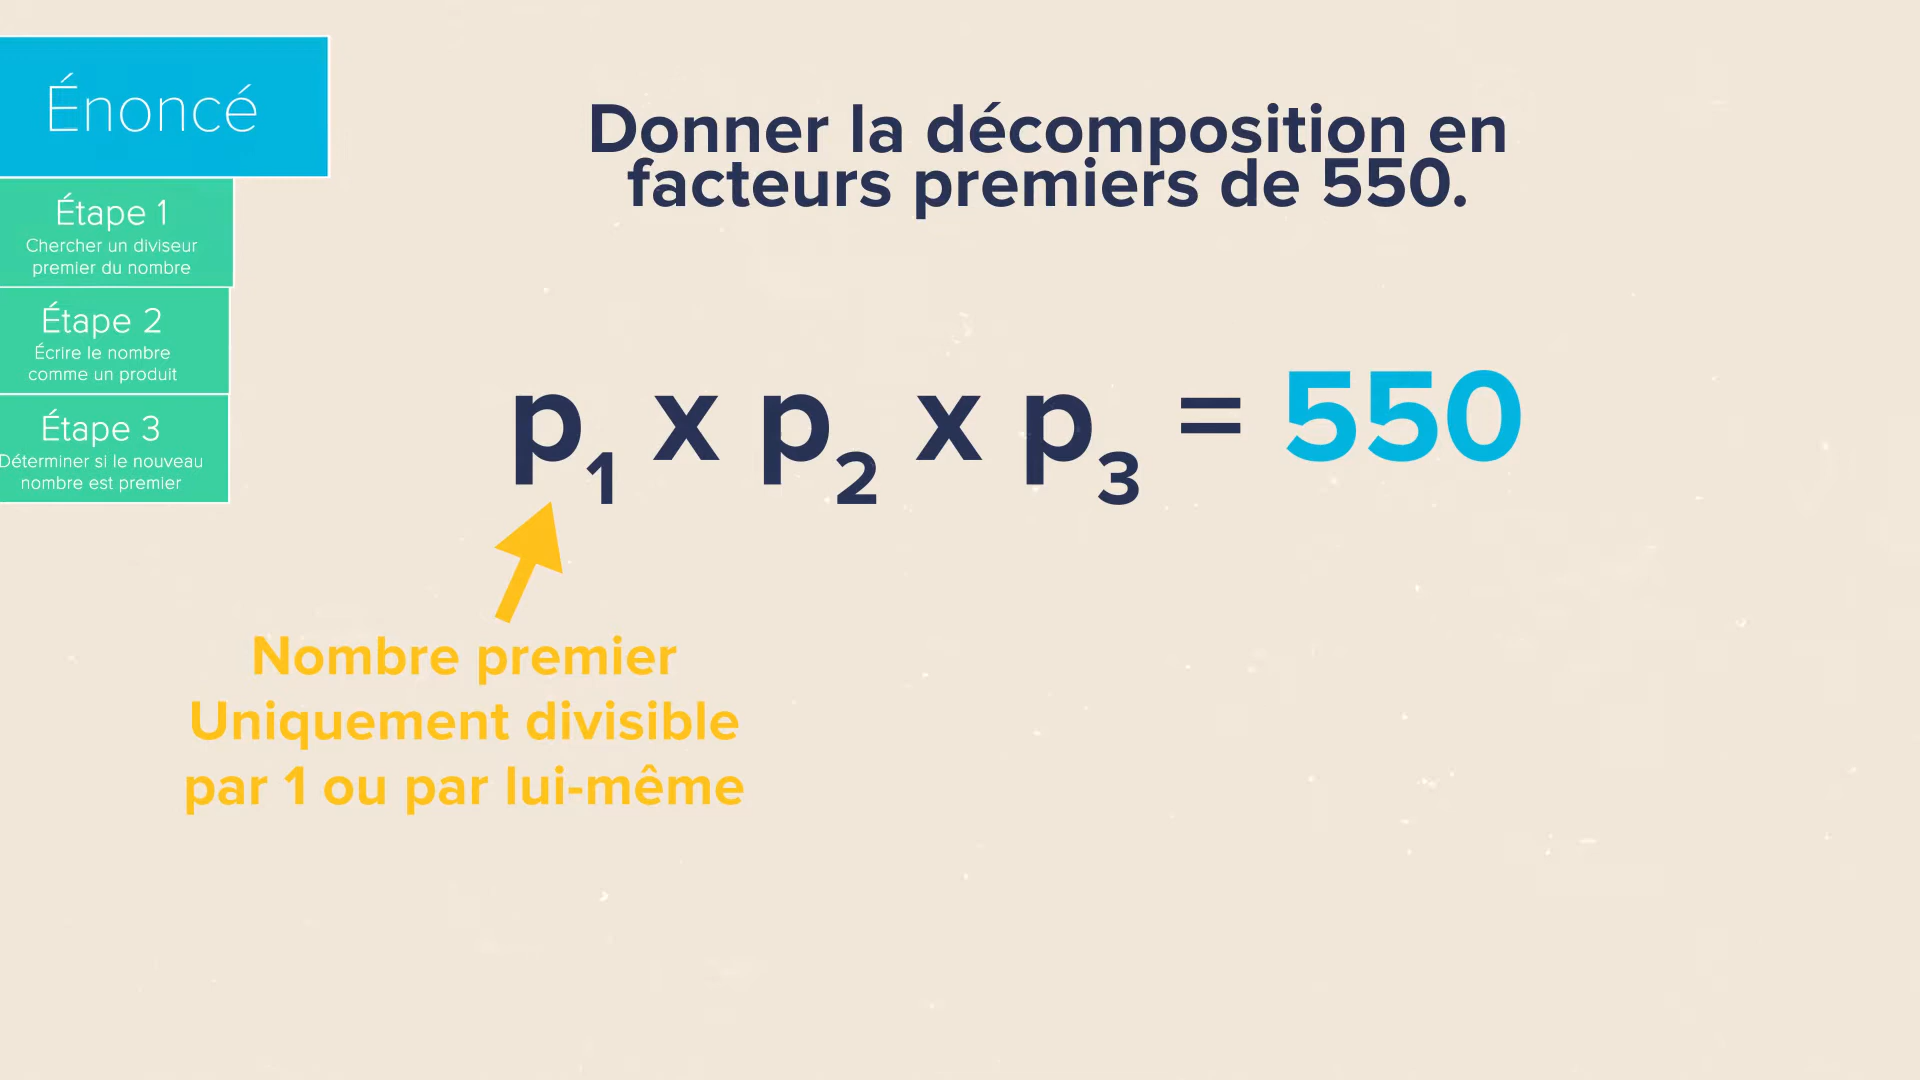 Énoncé
Étape 1
Chercher un diviseur
premier du nombre
Étape 2
Écrire le nombre
comme un produit
Étape 3
Déterminer si le nouveau
nombre est premier
Donner la décomposition en
facteurs premiers de 550.
p₁ x p₂ x p₃ = 550
Nombre premier
Uniquement divisible
par 1 ou par lui-même